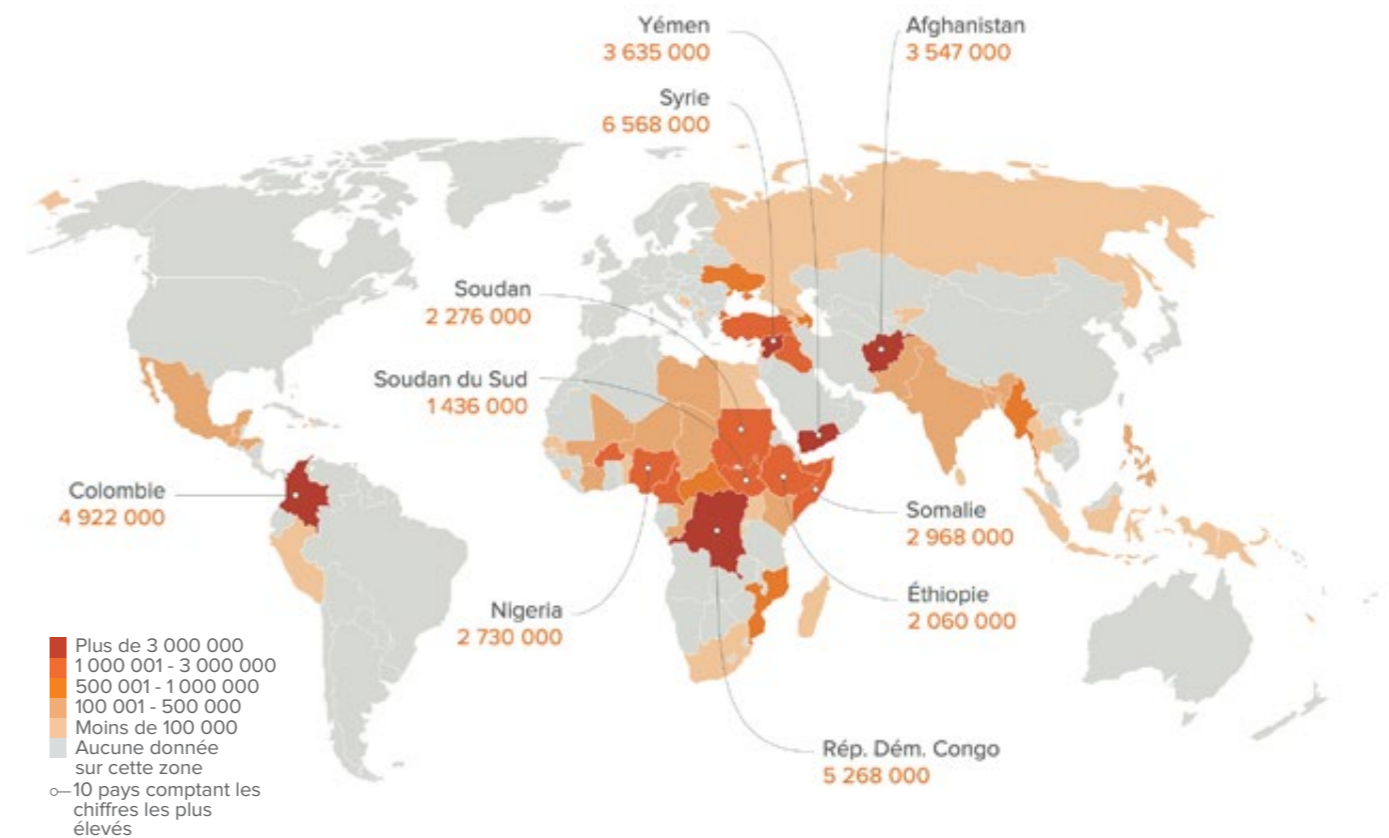 Yémen
3 635 000
Afghanistan
3 547 000
Syrie
6 568 000
Soudan
2 276 000
Soudan du Sud
1 436 000
Colombie
4 922 000
Somalie
2 968 000
Éthiopie
2 060 000
Nigeria
2 730 000
Rép. Dém. Congo
5 268 000
Plus de 3 000 000
1 000 001 - 3 000 000
500 001 - 1 000 000
100 001 - 500 000
Moins de 100 000
Aucune donnée
sur cette zone
10 pays comptant les
chiffres les plus
élevés